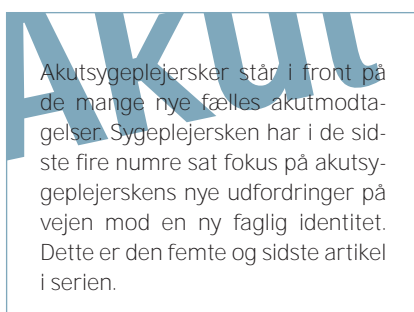 Akut
Akutsygeplejersker står i front på
de mange nye fælles akutmodta-
gelser. Sygeplejersken har i de sid-
ste fire numre sat fokus på akutsy-
geplejerskens nye udfordringer på
vejen mod en ny faglig identitet.
Dette er den femte og sidste artikel
i serien.